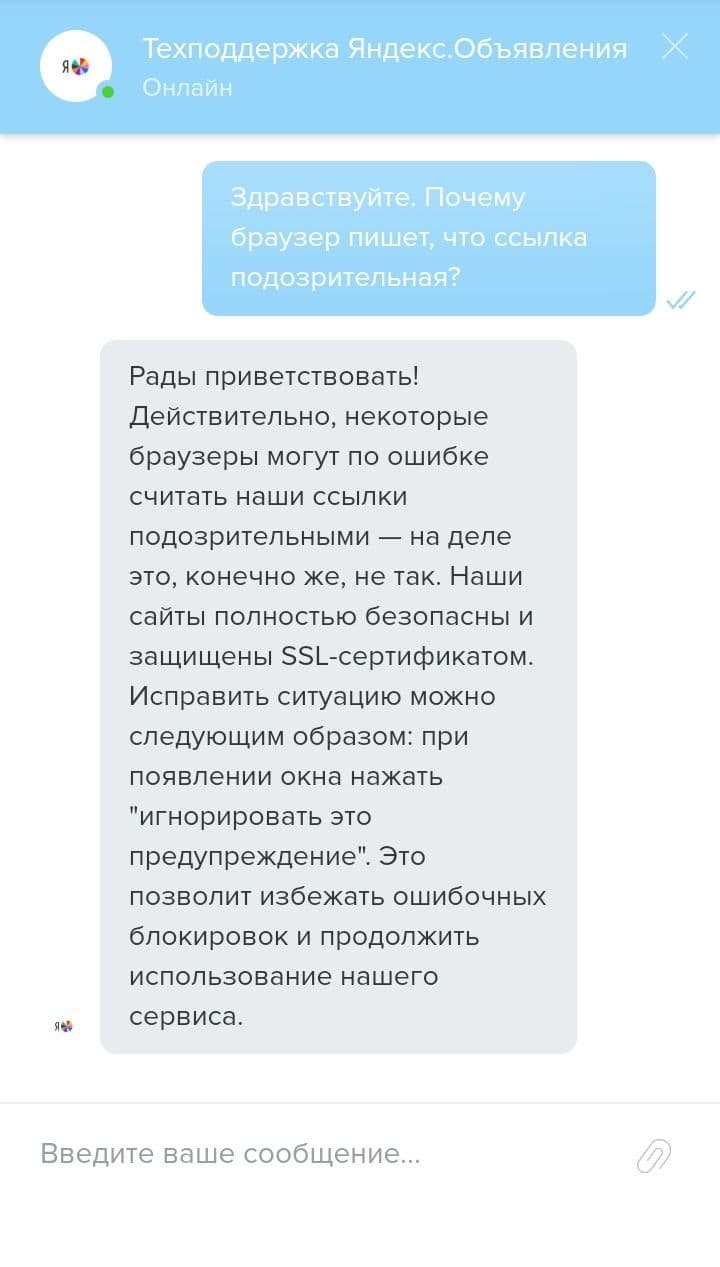 Техподдержка Яндекс.Объявления
Онлайн
Я
Здравствуйте. Почему
браузер пишет, что ссылка
подозрительная?
Рады приветствовать!
Действительно, некоторые
браузеры могут по ошибке
считать наши ссылки
подозрительными — на деле
это, конечно же, не так. Наши
сайты полностью безопасны и
защищены SSL-сертификатом.
Исправить ситуацию можно
следующим образом: при
появлении окна нажать
"игнорировать это
предупреждение". Это
позволит избежать ошибочных
блокировок и продолжить
использование нашего
сервиса.
Я
Введите ваше сообщение...